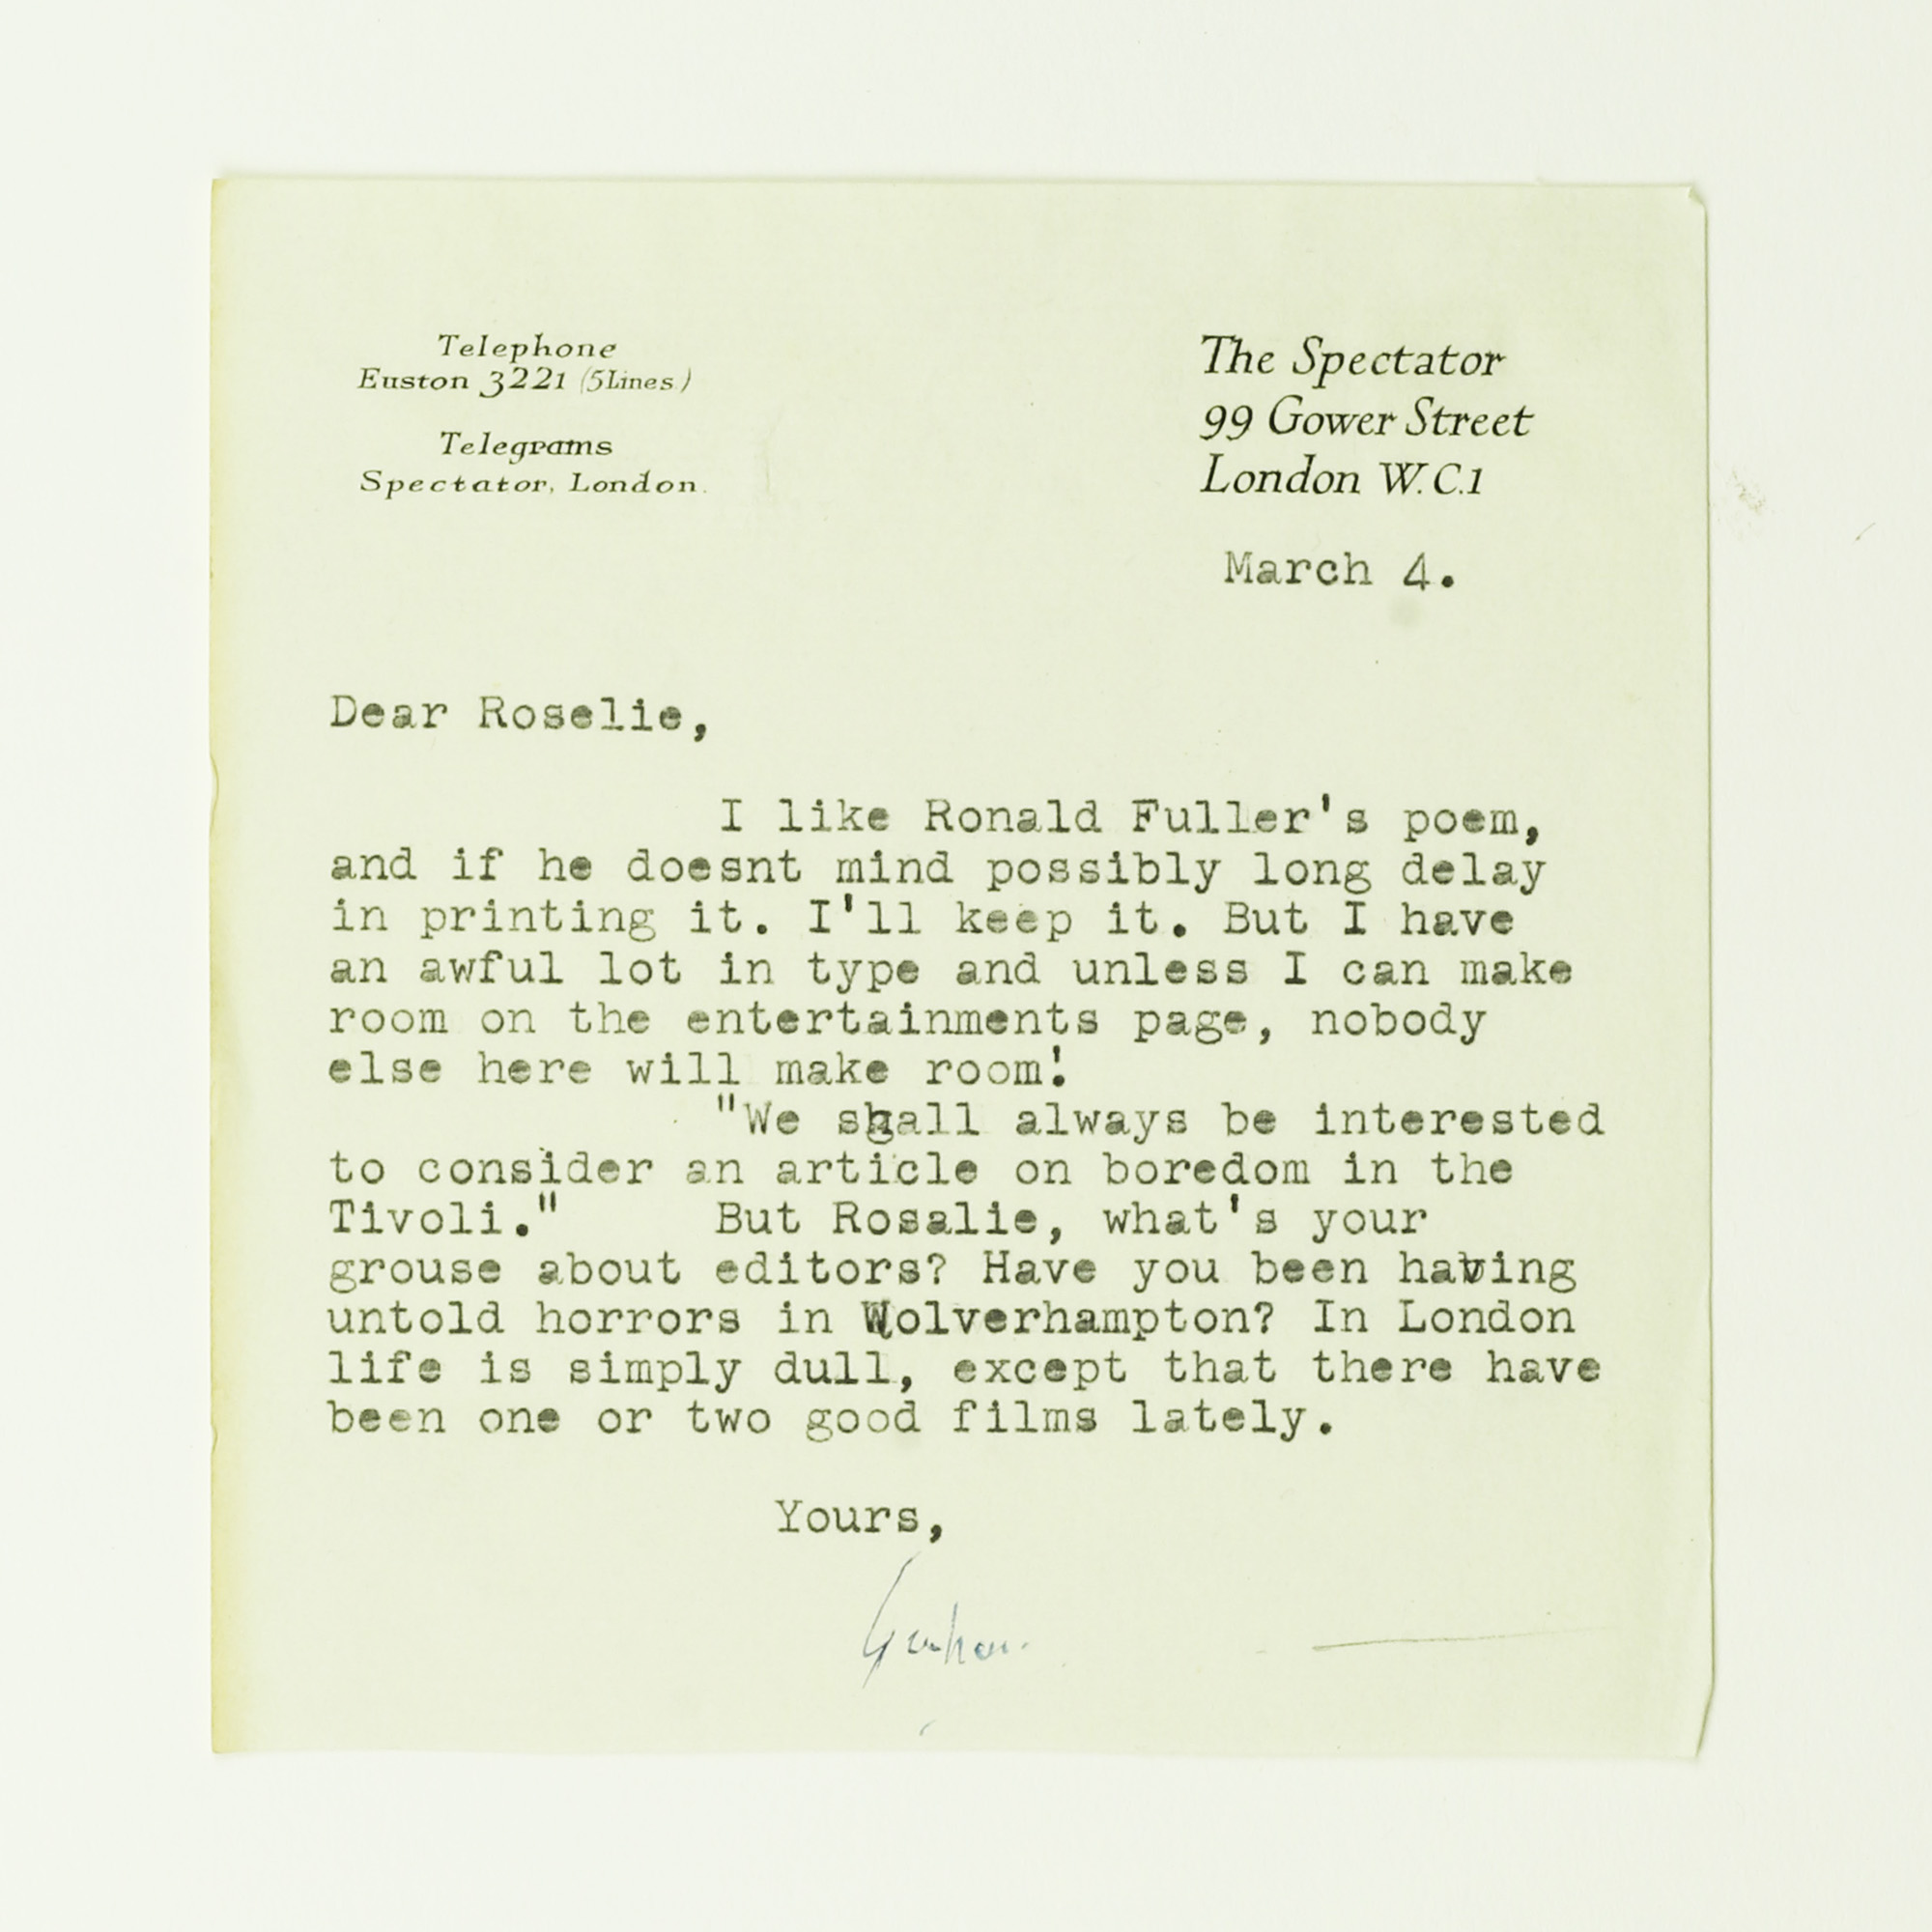 Telephone
Euston 3221 (5 Lines)
Telegrams
Spectator, London.
The Spectator
99 Gower Street
London W.C.1
March 4.
Dear Roselie,
I like Ronald Fuller's poem,
and if he doesnt mind possibly long delay
in printing it. I'll keep it. But I have
an awful lot in type and unless I can make
room on the entertainments page, nobody
else here will make room!
"We shall always be interested
to consider an article on boredom in the
Tivoli." But Rosalie, what's your
grouse about editors? Have you been having
untold horrors in Wolverhampton? In London
life is simply dull, except that there have
been one or two good films lately.
Yours,
Graham.